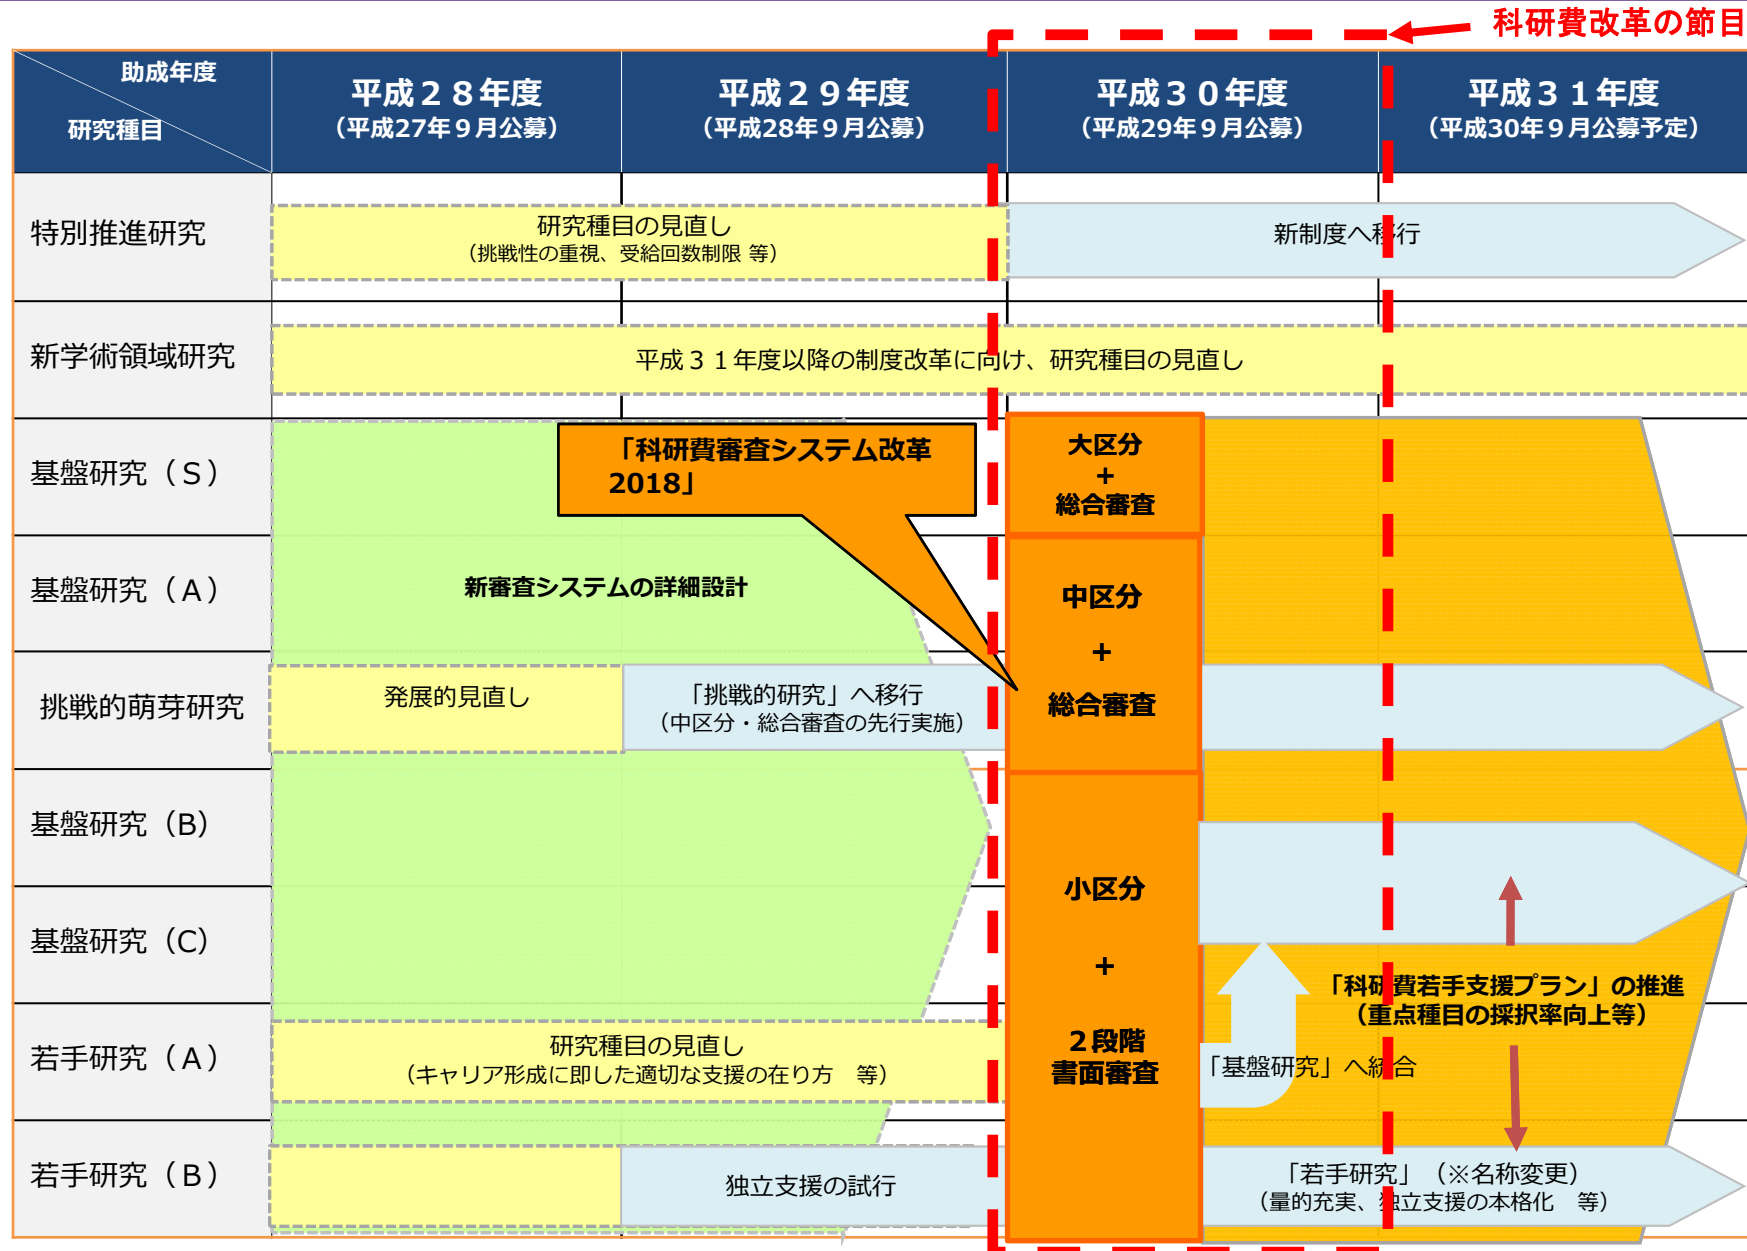 科研費改革の節目
助成年度
研究種目
平成２８年度
（平成27年９月公募）
平成２９年度
（平成28年９月公募）
平成３０年度
（平成29年９月公募）
平成３１年度
（平成30年９月公募予定）
特別推進研究
研究種目の見直し
（挑戦性の重視、受給回数制限 等）
新制度へ移行
新学術領域研究
平成３１年度以降の制度改革に向け、研究種目の見直し
基盤研究（Ｓ）
「科研費審査システム改革
2018」
大区分
＋
総合審査
基盤研究（Ａ）
新審査システムの詳細設計
中区分
＋
総合審査
挑戦的萌芽研究
発展的見直し
「挑戦的研究」へ移行
（中区分・総合審査の先行実施）
基盤研究（B）
基盤研究（C）
小区分
＋
２段階
書面審査
「科研費若手支援プラン」の推進
（重点種目の採択率向上等）
若手研究（Ａ）
研究種目の見直し
（キャリア形成に即した適切な支援の在り方　等）
「基盤研究」へ統合
若手研究（Ｂ）
独立支援の試行
「若手研究」（※名称変更）
（量的充実、独立支援の本格化　等）